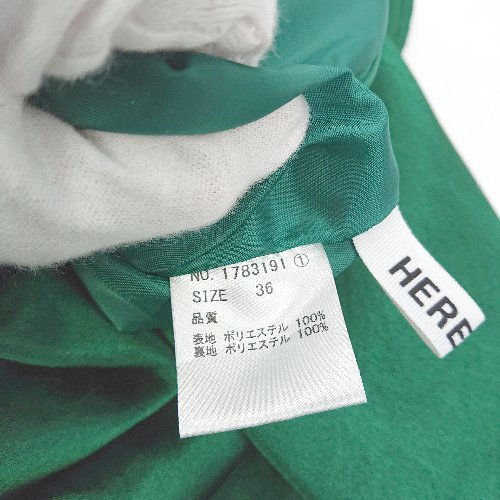 NO. 1783191 ①
SIZE 36
品質
表地 ポリエステル 100%
裏地 ポリエステル 100%
HERE